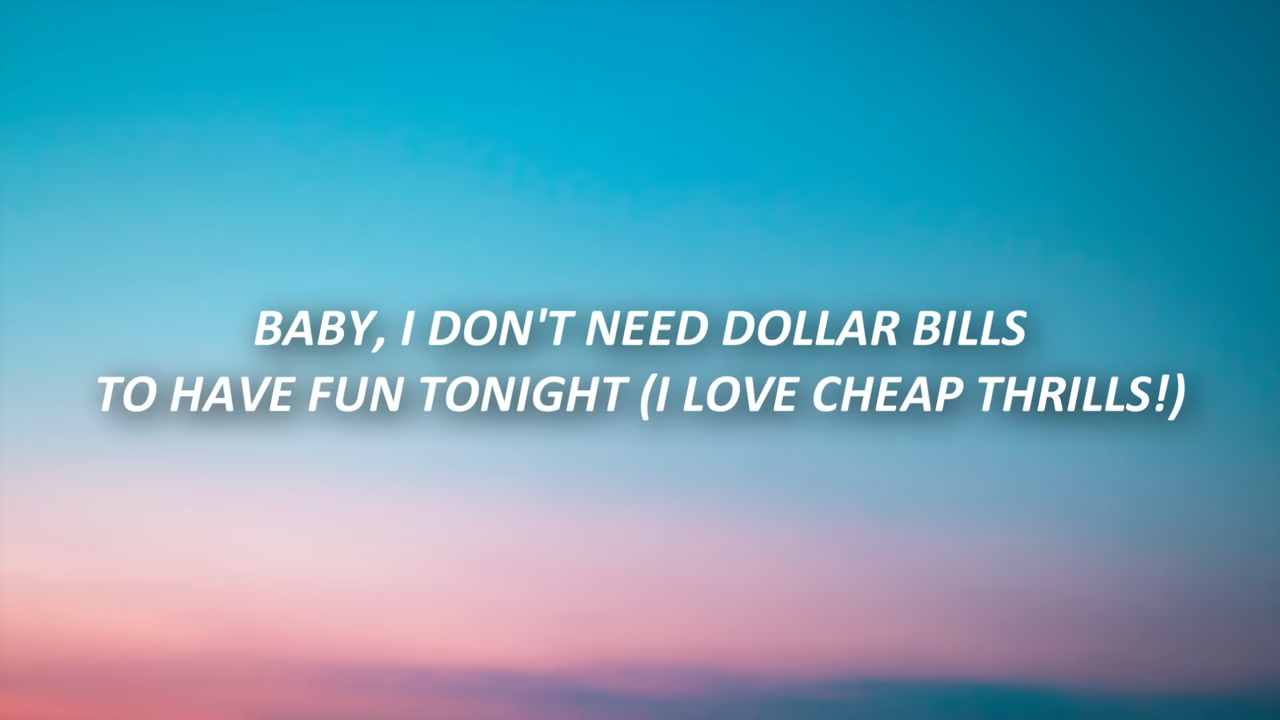 BABY, I DON'T NEED DOLLAR BILLS
TO HAVE FUN TONIGHT (I LOVE CHEAP THRILLS!)